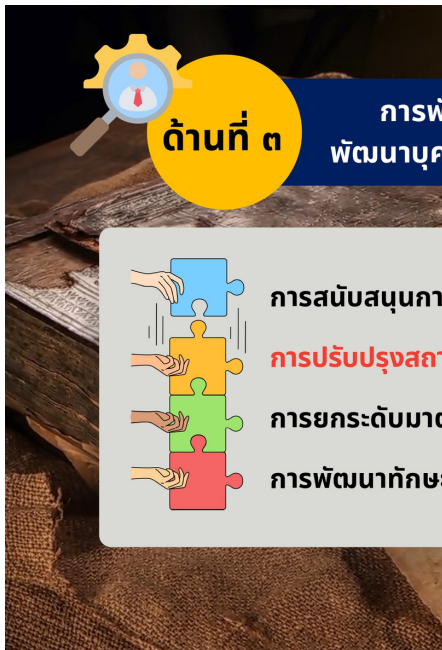 ด้านที่ ๓
การพั
พัฒนาบุค
การสนับสนุนกา
การปรับปรุงสถา
การยกระดับมาต
การพัฒนาทักษะ